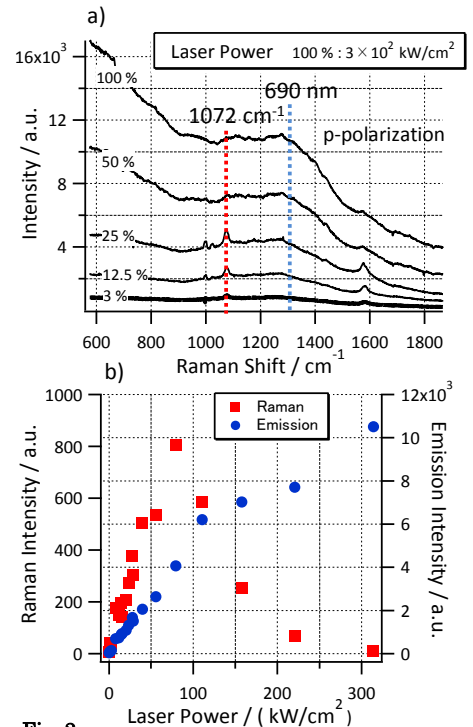 a)
16x10³
Laser Power 100 % : 3 × 10² kW/cm²
100 %
690 nm
1072 cm⁻¹
12
p-polarization
50 %
8
25 %
4
12.5 %
3 %
Intensity / a.u.
600 800 1000 1200 1400 1600 1800
Raman Shift / cm⁻¹
b)
1000 12x10³
Raman
Emission
800 10
8
600
6
400
4
200 2
0 0
Raman Intensity / a.u.
Emission Intensity / a.u.
0 100 200 300
Laser Power / ( kW/cm²)